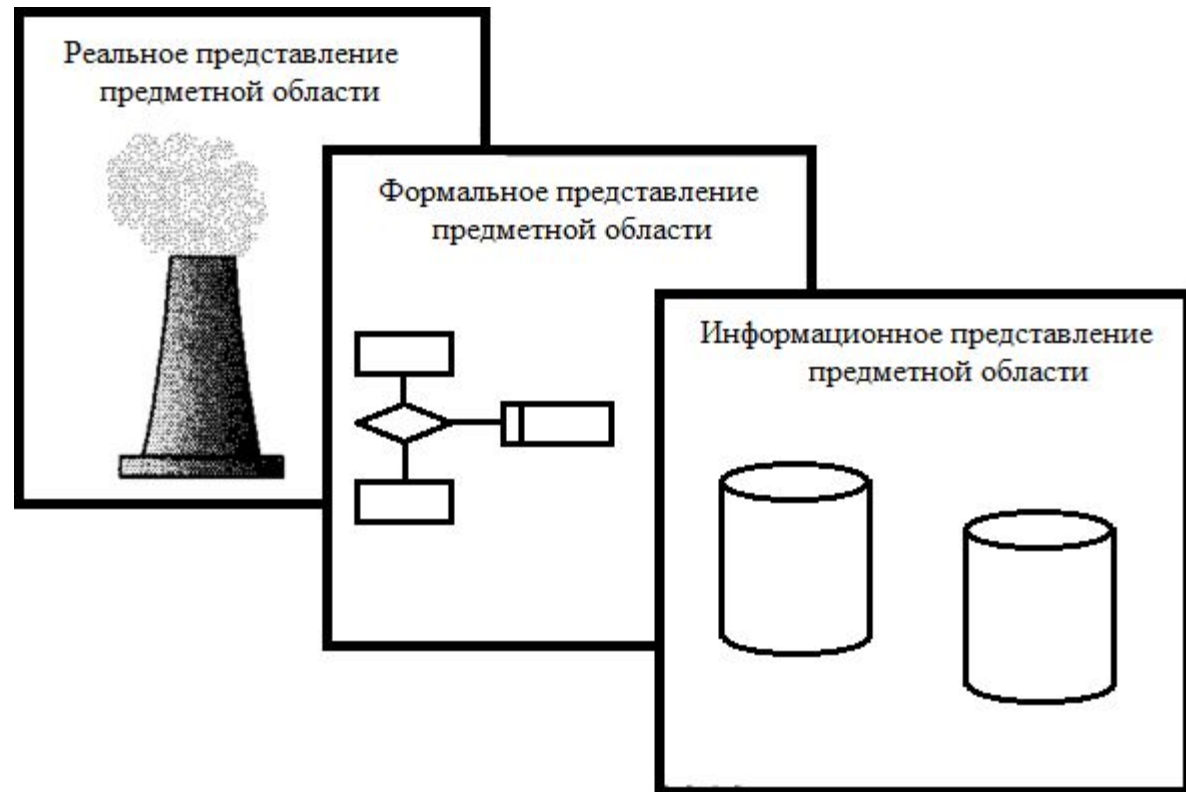 Реальное представление
предметной области
Формальное представление
предметной области
Информационное представление
предметной области